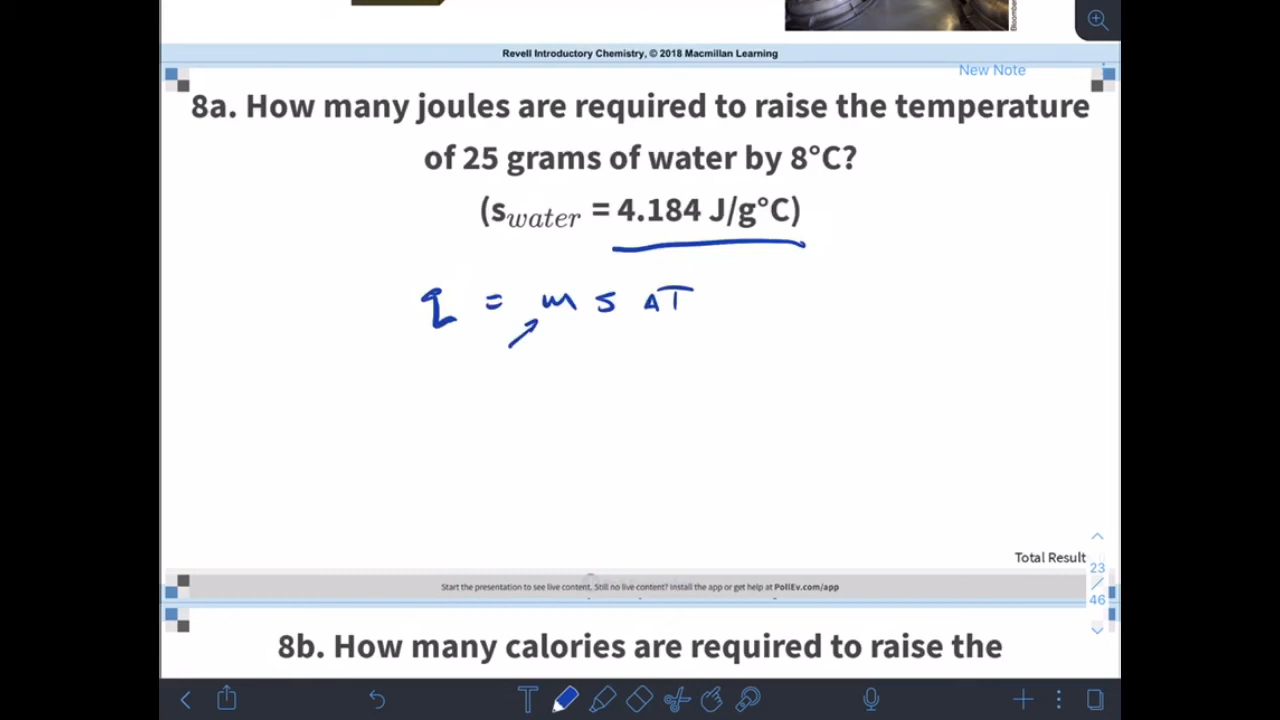 Revell Introductory Chemistry, © 2018 Macmillan Learning
New Note
8a. How many joules are required to raise the temperature
of 25 grams of water by 8°C?
(s_water = 4.184 J/g°C)
q = m s ΔT
Total Result
23
/
46
Start the presentation to see live content. Still no live content? Install the app or get help at PollEv.com/app
8b. How many calories are required to raise the
T